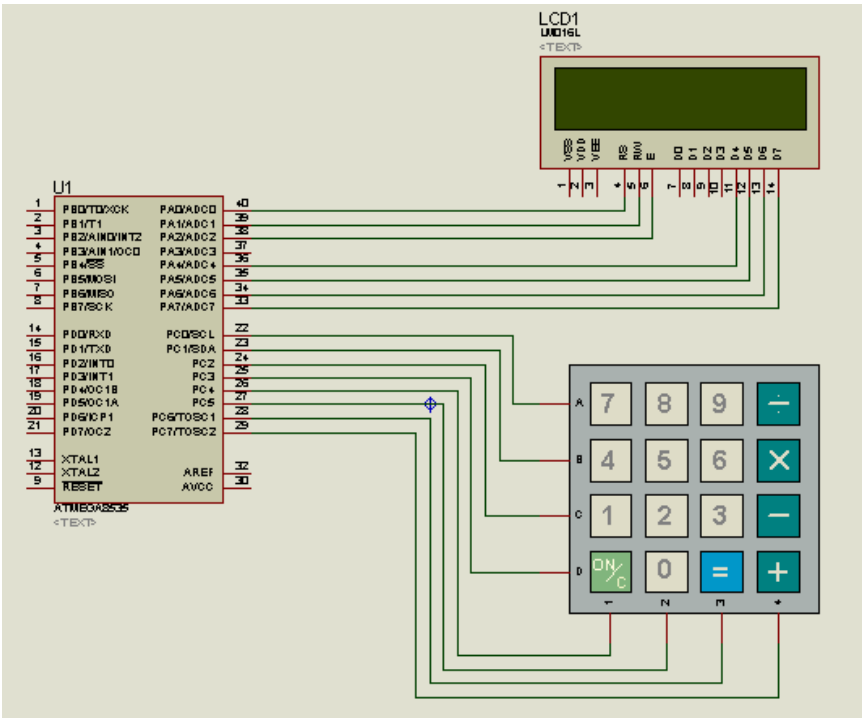 LCD1
LM016L
<TEXT>
VSS VDD VEE RS RW E D0 D1 D2 D3 D4 D5 D6 D7
1 2 3 4 5 6 7 8 9 10 11 12 13 14
U1
1 PB0/T0/XCK PA0/ADC0 40
2 PB1/T1 PA1/ADC1 39
3 PB2/AIN0/INT2 PA2/ADC2 38
4 PB3/AIN1/OC0 PA3/ADC3 37
5 PB4/SS PA4/ADC4 36
6 PB5/MOSI PA5/ADC5 35
7 PB6/MISO PA6/ADC6 34
8 PB7/SCK PA7/ADC7 33
14 PD0/RXD PC0/SCL 22
15 PD1/TXD PC1/SDA 23
16 PD2/INT0 PC2 24
17 PD3/INT1 PC3 25
18 PD4/OC1B PC4 26
19 PD5/OC1A PC5 27
20 PD6/ICP1 PC6/TOSC1 28
21 PD7/OC2 PC7/TOSC2 29
13 XTAL1
12 XTAL2 AREF 32
9 RESET AVCC 30
ATMEGA8535
<TEXT>
A 7 8 9 ÷
B 4 5 6 ×
C 1 2 3 −
D ON/C 0 = +
1 2 3 4